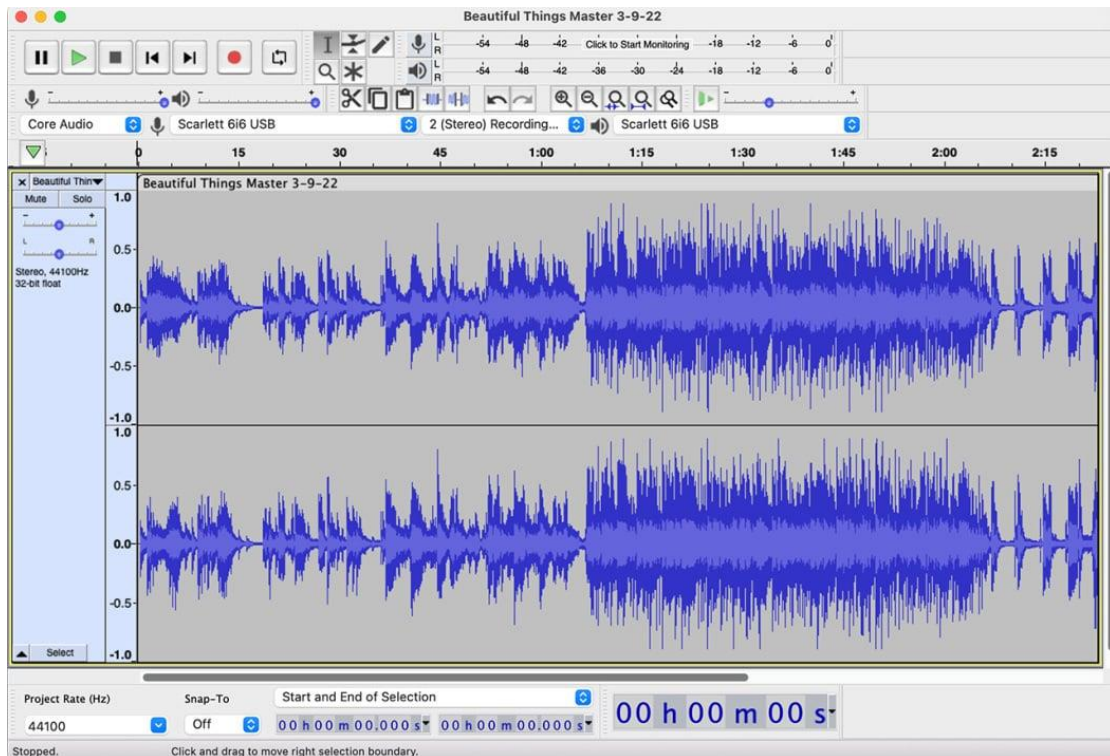 Beautiful Things Master 3-9-22
L
R
-54 -48 -42 Click to Start Monitoring -18 -12 -6 0
L
R
-54 -48 -42 -36 -30 -24 -18 -12 -6 0
- + - + - +
Core Audio Scarlett 6i6 USB 2 (Stereo) Recording... Scarlett 6i6 USB
0 15 30 45 1:00 1:15 1:30 1:45 2:00 2:15
x Beautiful Thin Beautiful Things Master 3-9-22
Mute Solo
- +
L R
Stereo, 44100Hz
32-bit float
1.0
0.5
0.0
-0.5
-1.0
1.0
0.5
0.0
-0.5
-1.0
Select
Project Rate (Hz) Snap-To Start and End of Selection
44100 Off 00 h 00 m 00.000 s 00 h 00 m 00.000 s 00 h 00 m 00 s
Stopped. Click and drag to move right selection boundary.